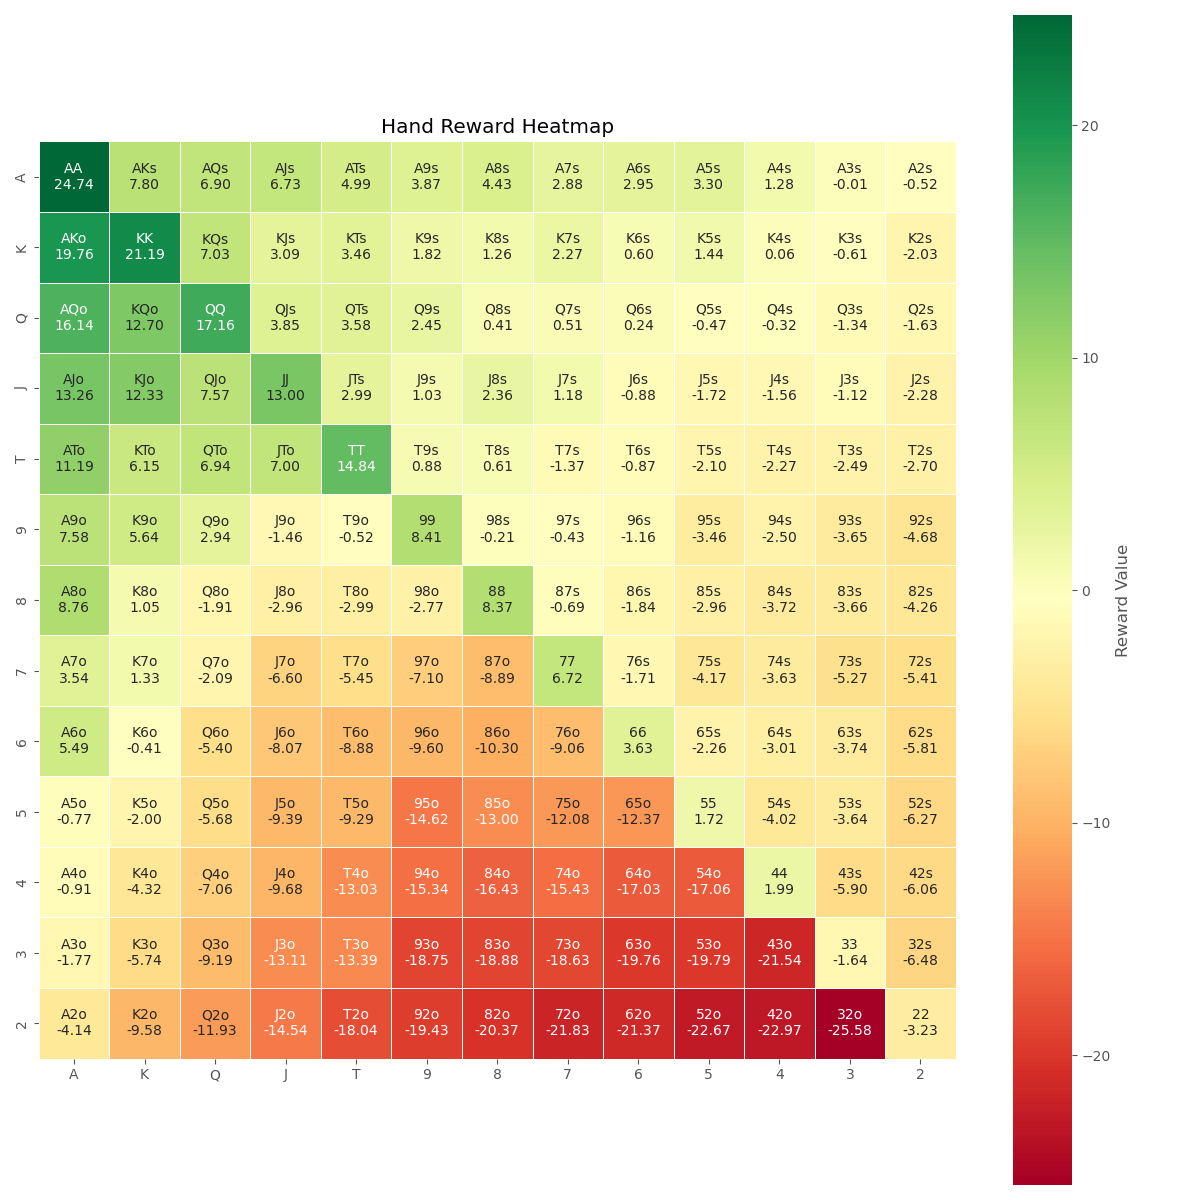 Hand Reward Heatmap
A AA AKs AQs AJs ATs A9s A8s A7s A6s A5s A4s A3s A2s
24.74 7.80 6.90 6.73 4.99 3.87 4.43 2.88 2.95 3.30 1.28 -0.01 -0.52
K AKo KK KQs KJs KTs K9s K8s K7s K6s K5s K4s K3s K2s
19.76 21.19 7.03 3.09 3.46 1.82 1.26 2.27 0.60 1.44 0.06 -0.61 -2.03
Q AQo KQo QQ QJs QTs Q9s Q8s Q7s Q6s Q5s Q4s Q3s Q2s
16.14 12.70 17.16 3.85 3.58 2.45 0.41 0.51 0.24 -0.47 -0.32 -1.34 -1.63
J AJo KJo QJo JJ JTs J9s J8s J7s J6s J5s J4s J3s J2s
13.26 12.33 7.57 13.00 2.99 1.03 2.36 1.18 -0.88 -1.72 -1.56 -1.12 -2.28
T ATo KTo QTo JTo TT T9s T8s T7s T6s T5s T4s T3s T2s
11.19 6.15 6.94 7.00 14.84 0.88 0.61 -1.37 -0.87 -2.10 -2.27 -2.49 -2.70
9 A9o K9o Q9o J9o T9o 99 98s 97s 96s 95s 94s 93s 92s
7.58 5.64 2.94 -1.46 -0.52 8.41 -0.21 -0.43 -1.16 -3.46 -2.50 -3.65 -4.68
8 A8o K8o Q8o J8o T8o 98o 88 87s 86s 85s 84s 83s 82s
8.76 1.05 -1.91 -2.96 -2.99 -2.77 8.37 -0.69 -1.84 -2.96 -3.72 -3.66 -4.26
7 A7o K7o Q7o J7o T7o 97o 87o 77 76s 75s 74s 73s 72s
3.54 1.33 -2.09 -6.60 -5.45 -7.10 -8.89 6.72 -1.71 -4.17 -3.63 -5.27 -5.41
6 A6o K6o Q6o J6o T6o 96o 86o 76o 66 65s 64s 63s 62s
5.49 -0.41 -5.40 -8.07 -8.88 -9.60 -10.30 -9.06 3.63 -2.26 -3.01 -3.74 -5.81
5 A5o K5o Q5o J5o T5o 95o 85o 75o 65o 55 54s 53s 52s
-0.77 -2.00 -5.68 -9.39 -9.29 -14.62 -13.00 -12.08 -12.37 1.72 -4.02 -3.64 -6.27
4 A4o K4o Q4o J4o T4o 94o 84o 74o 64o 54o 44 43s 42s
-0.91 -4.32 -7.06 -9.68 -13.03 -15.34 -16.43 -15.43 -17.03 -17.06 1.99 -5.90 -6.06
3 A3o K3o Q3o J3o T3o 93o 83o 73o 63o 53o 43o 33 32s
-1.77 -5.74 -9.19 -13.11 -13.39 -18.75 -18.88 -18.63 -19.76 -19.79 -21.54 -1.64 -6.48
2 A2o K2o Q2o J2o T2o 92o 82o 72o 62o 52o 42o 32o 22
-4.14 -9.58 -11.93 -14.54 -18.04 -19.43 -20.37 -21.83 -21.37 -22.67 -22.97 -25.58 -3.23
A K Q J T 9 8 7 6 5 4 3 2
20
10
0
−10
−20
Reward Value